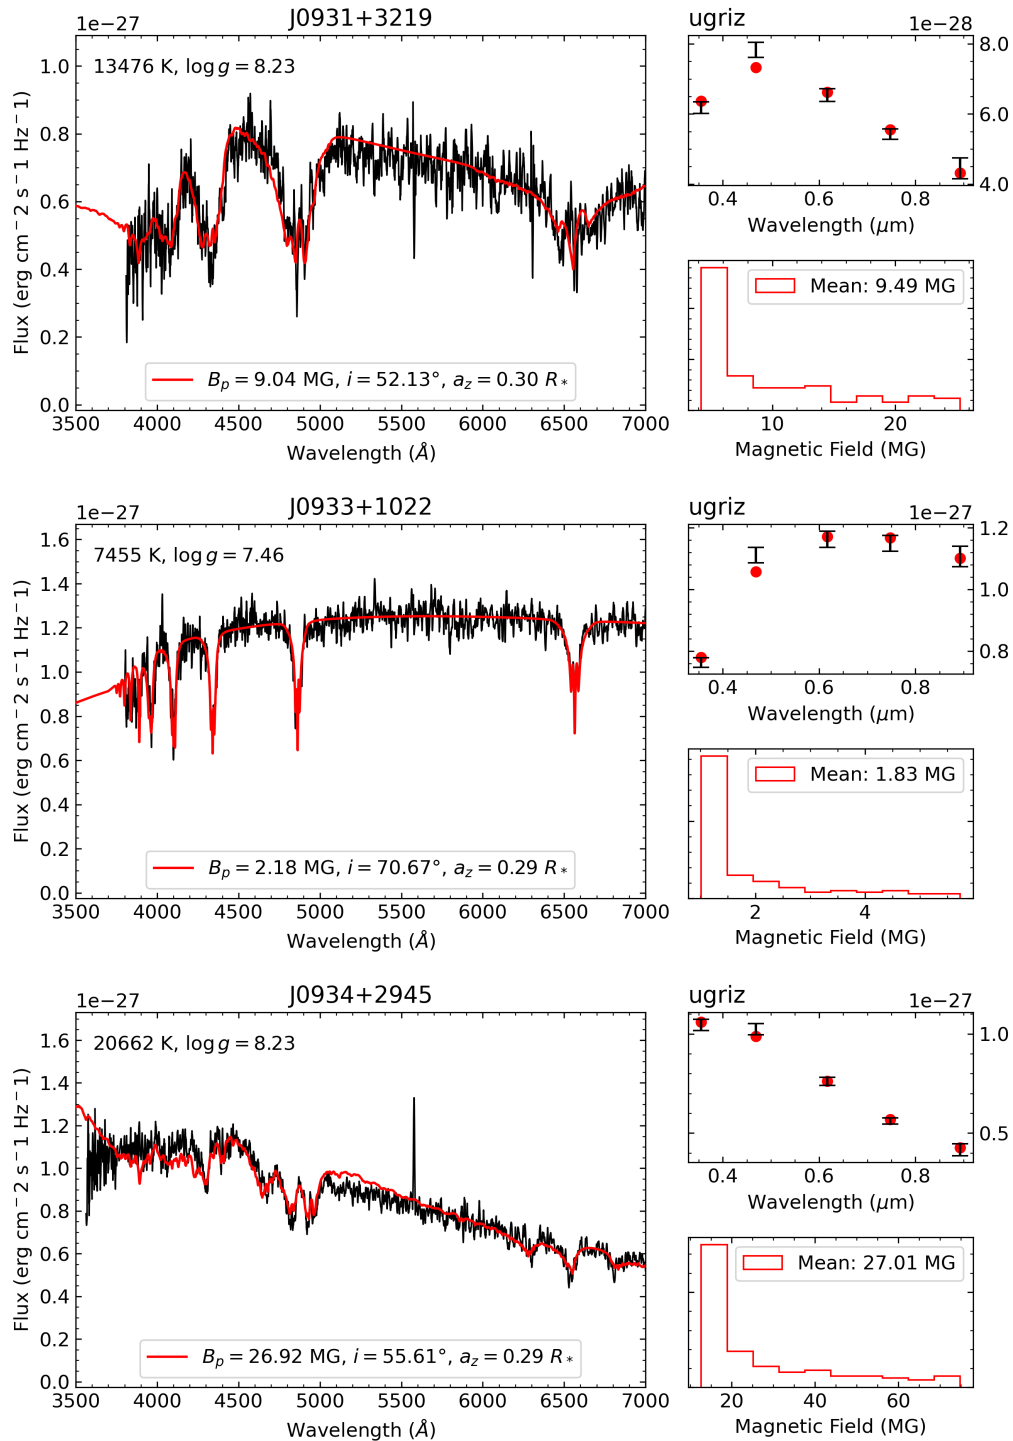 J0931+3219
1e−27
13476 K, log g = 8.23
Flux (erg cm−2 s−1 Hz−1)
1.0
0.8
0.6
0.4
0.2
0.0
B_p = 9.04 MG, i = 52.13°, a_z = 0.30 R_*
3500 4000 4500 5000 5500 6000 6500 7000
Wavelength (Å)
ugriz
1e−28
8.0
6.0
4.0
0.4 0.6 0.8
Wavelength (μm)
Mean: 9.49 MG
10 20
Magnetic Field (MG)
J0933+1022
1e−27
7455 K, log g = 7.46
Flux (erg cm−2 s−1 Hz−1)
1.6
1.4
1.2
1.0
0.8
0.6
0.4
0.2
0.0
B_p = 2.18 MG, i = 70.67°, a_z = 0.29 R_*
3500 4000 4500 5000 5500 6000 6500 7000
Wavelength (Å)
ugriz
1e−27
1.2
1.0
0.8
0.4 0.6 0.8
Wavelength (μm)
Mean: 1.83 MG
2 4
Magnetic Field (MG)
J0934+2945
1e−27
20662 K, log g = 8.23
Flux (erg cm−2 s−1 Hz−1)
1.6
1.4
1.2
1.0
0.8
0.6
0.4
0.2
0.0
B_p = 26.92 MG, i = 55.61°, a_z = 0.29 R_*
3500 4000 4500 5000 5500 6000 6500 7000
Wavelength (Å)
ugriz
1e−27
1.0
0.5
0.4 0.6 0.8
Wavelength (μm)
Mean: 27.01 MG
20 40 60
Magnetic Field (MG)